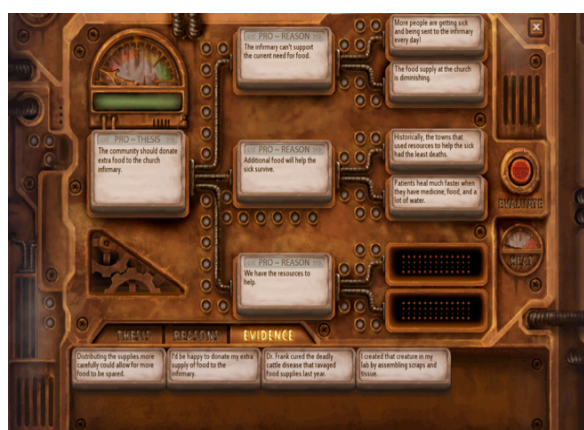 PRO – REASON
The infirmary can't support
the current need for food.
More people are getting sick
and being sent to the infirmary
every day!
The food supply at the church
is diminishing.
PRO – THESIS
The community should donate
extra food to the church
infirmary.
PRO – REASON
Additional food will help the
sick survive.
Historically, the towns that
used resources to help the sick
had the least deaths.
Patients heal much faster when
they have medicine, food, and a
lot of water.
EVALUATE
PRO – REASON
We have the resources to
help.
HEAT
THESIS
REASON
EVIDENCE
Distributing the supplies more
carefully could allow for more
food to be spared.
I'd be happy to donate my extra
supply of food to the
infirmary.
Dr. Frank cured the deadly
cattle disease that ravaged
food supplies last year.
I created that creature in my
lab by assembling scraps and
tissue.